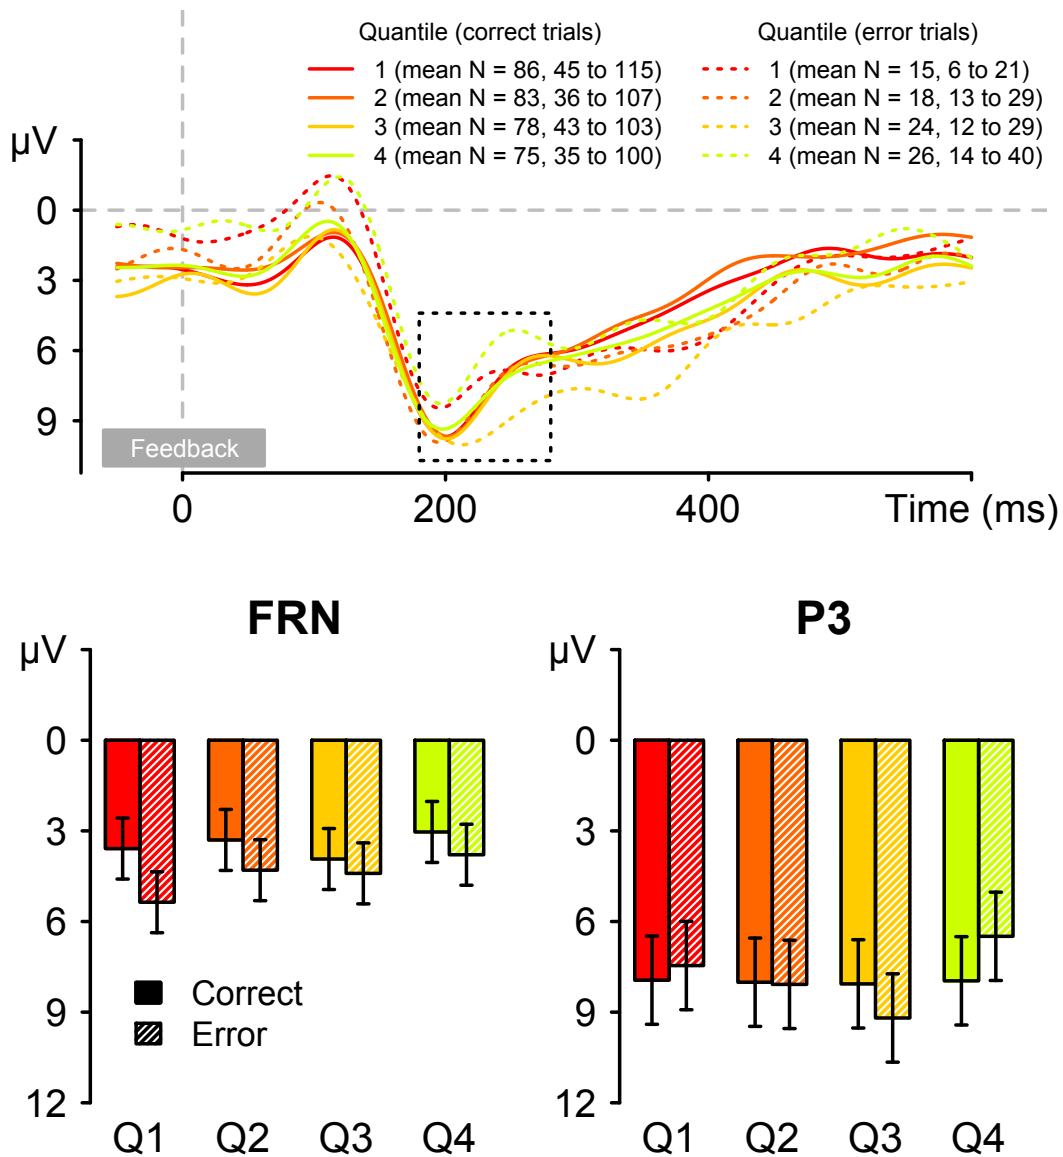 Quantile (correct trials) Quantile (error trials)
1 (mean N = 86, 45 to 115) 1 (mean N = 15, 6 to 21)
2 (mean N = 83, 36 to 107) 2 (mean N = 18, 13 to 29)
3 (mean N = 78, 43 to 103) 3 (mean N = 24, 12 to 29)
4 (mean N = 75, 35 to 100) 4 (mean N = 26, 14 to 40)
µV
0
3
6
9
Feedback
0 200 400 Time (ms)
FRN
µV
0
3
6
9
12
Correct
Error
Q1 Q2 Q3 Q4
P3
µV
0
3
6
9
12
Q1 Q2 Q3 Q4